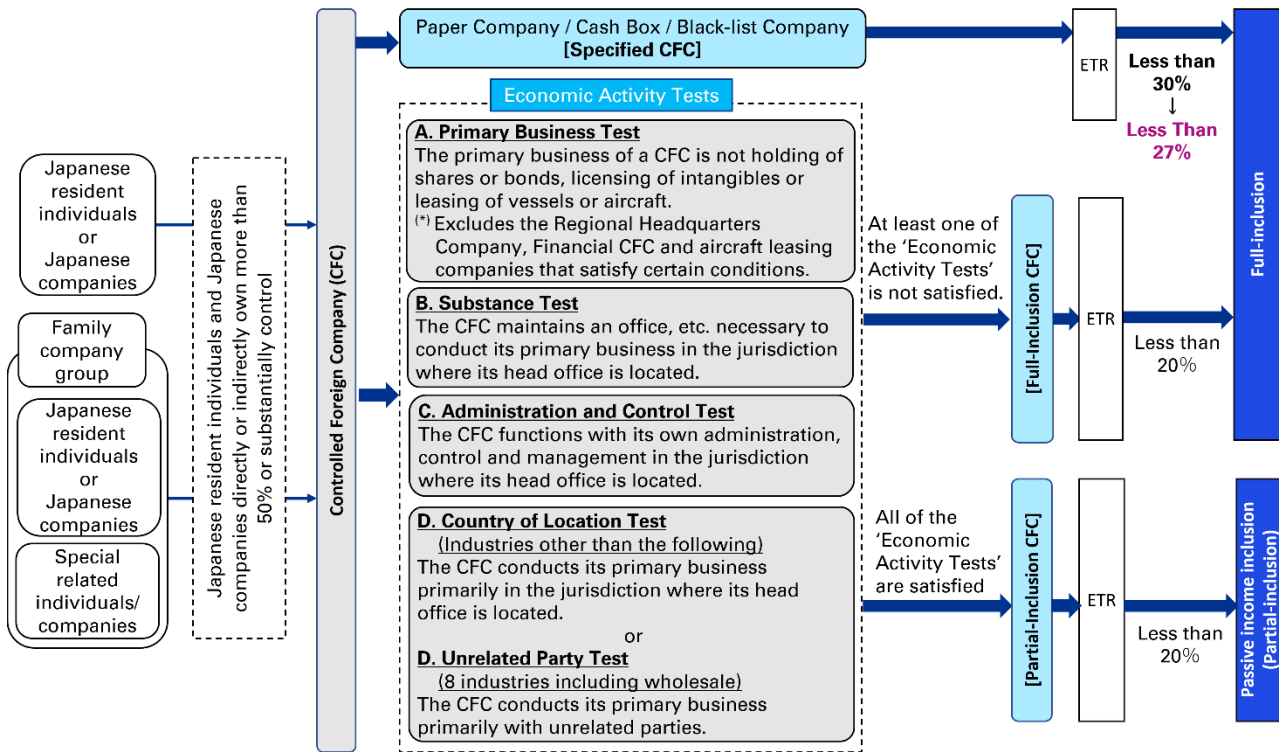 Japanese
resident
individuals
or
Japanese
companies
Family
company
group
Japanese
resident
individuals
or
Japanese
companies
Special
related
individuals/
companies
Japanese resident individuals and Japanese
companies directly or indirectly own more than
50% or substantially control
Controlled Foreign Company (CFC)
Paper Company / Cash Box / Black-list Company
[Specified CFC]
ETR
Less than
30%
↓
Less Than
27%
Full-inclusion
Economic Activity Tests
A. Primary Business Test
The primary business of a CFC is not holding of
shares or bonds, licensing of intangibles or
leasing of vessels or aircraft.
(*) Excludes the Regional Headquarters
Company, Financial CFC and aircraft leasing
companies that satisfy certain conditions.
B. Substance Test
The CFC maintains an office, etc. necessary to
conduct its primary business in the jurisdiction
where its head office is located.
C. Administration and Control Test
The CFC functions with its own administration,
control and management in the jurisdiction
where its head office is located.
D. Country of Location Test
(Industries other than the following)
The CFC conducts its primary business
primarily in the jurisdiction where its head
office is located.
or
D. Unrelated Party Test
(8 industries including wholesale)
The CFC conducts its primary business
primarily with unrelated parties.
At least one of
the ‘Economic
Activity Tests’
is not satisfied.
[Full-Inclusion CFC]
ETR
Less than
20%
All of the
‘Economic
Activity Tests’
are satisfied
[Partial-Inclusion CFC]
ETR
Less than
20%
Passive income inclusion
(Partial-inclusion)